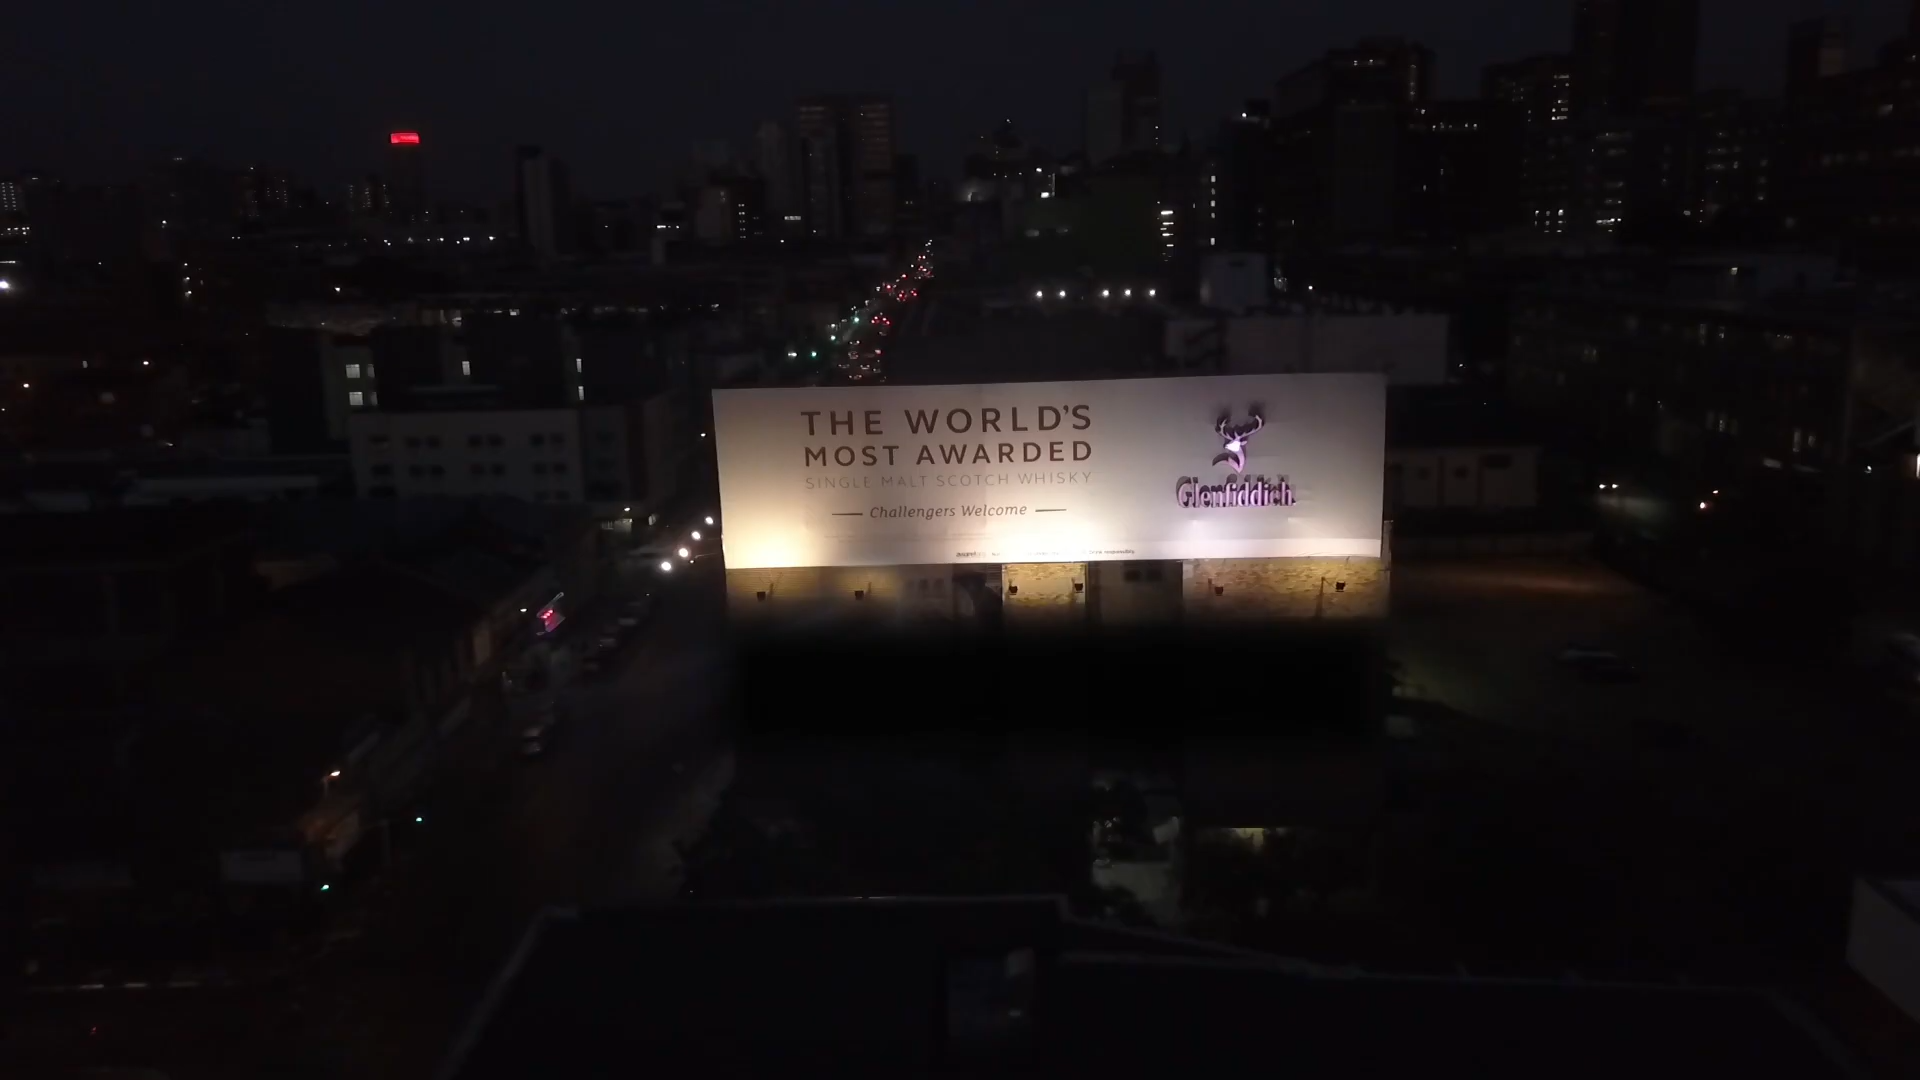 THE WORLD'S
MOST AWARDED
SINGLE MALT SCOTCH WHISKY
— Challengers Welcome —
Glenfiddich